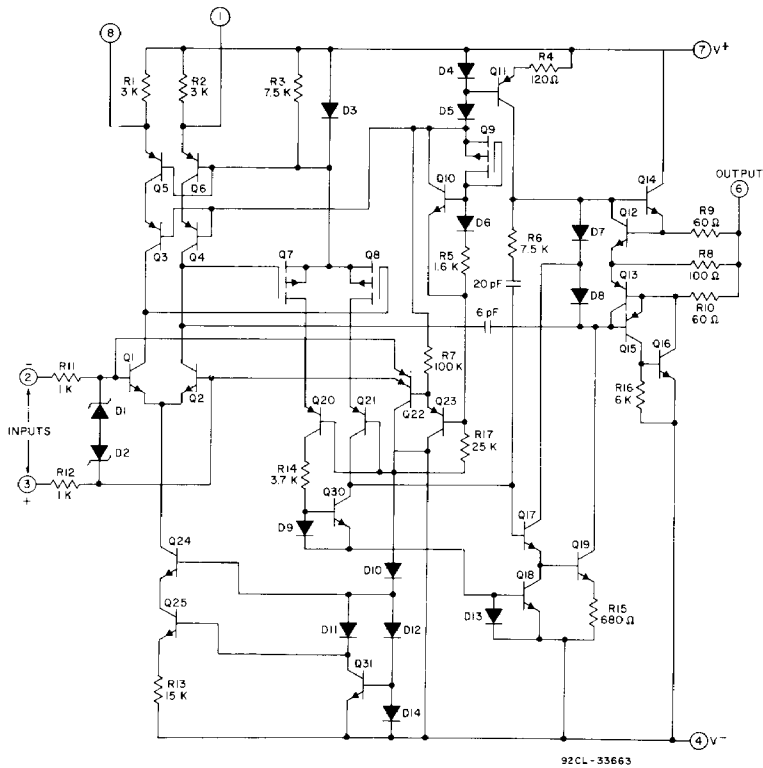 8
1
7 V+
R1
3 K
R2
3 K
R3
7.5 K
D3
D4
D5
Q11
R4
120Ω
Q9
Q5
Q6
Q10
Q14
OUTPUT
6
Q3
Q4
D6
R5
1.6 K
R6
7.5 K
D7
Q12
R9
60 Ω
R8
100 Ω
Q7
Q8
20 pF
D8
Q13
R10
60 Ω
6 pF
Q15
Q16
R7
100 K
R16
6 K
−
2
R11
1 K
Q1
Q2
D1
D2
INPUTS
R12
1 K
3
+
Q20
Q21
Q22
Q23
R17
25 K
R14
3.7 K
Q30
D9
Q17
Q19
Q24
D10
Q18
Q25
D11
D12
D13
R15
680Ω
Q31
R13
15 K
D14
4 V−
92CL-33663